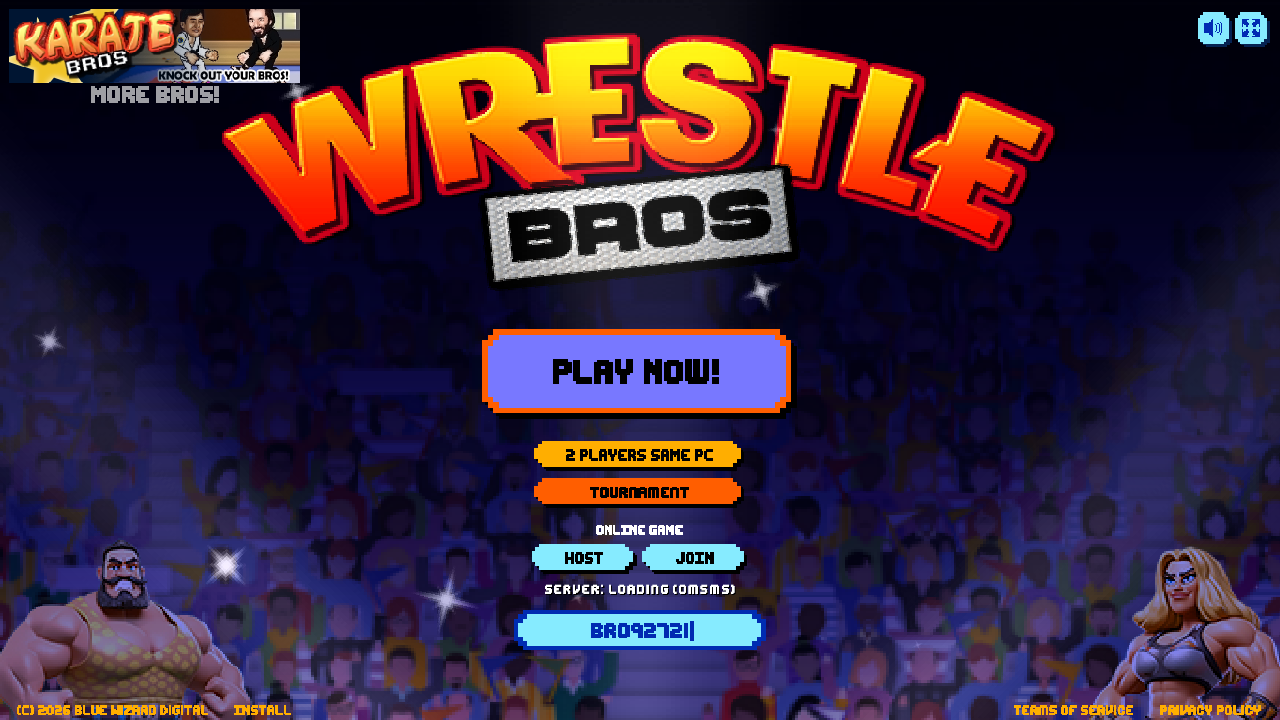 KARATE
BROS
KNOCK OUT YOUR BROS!
MORE BROS!
WRESTLE
BROS
PLAY NOW!
2 PLAYERS SAME PC
TOURNAMENT
ONLINE GAME
HOST
JOIN
SERVER: LOADING (0MSMS)
BRO92721
(C) 2026 BLUE WIZARD DIGITAL
INSTALL
TERMS OF SERVICE
PRIVACY POLICY